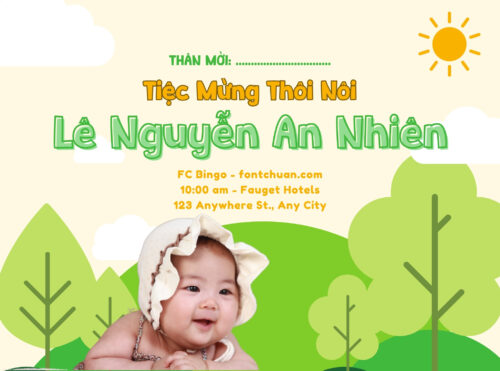 THÂN MỜI: ...............................
Tiệc Mừng Thôi Nôi
Lê Nguyễn An Nhiên
FC Bingo - fontchuan.com
10:00 am - Fauget Hotels
123 Anywhere St., Any City